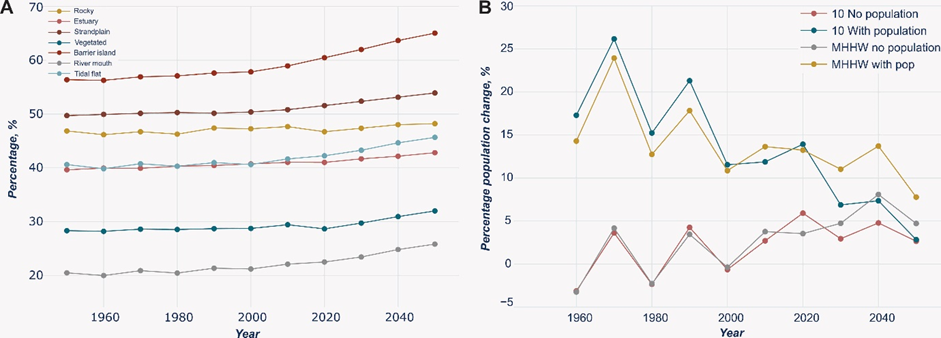 A
70
60
50
40
30
20
Percentage, %
Rocky
Estuary
Strandplain
Vegetated
Barrier island
River mouth
Tidal flat
1960
1980
2000
2020
2040
Year
B
30
25
20
15
10
5
0
−5
Percentage population change, %
10 No population
10 With population
MHHW no population
MHHW with pop
1960
1980
2000
2020
2040
Year